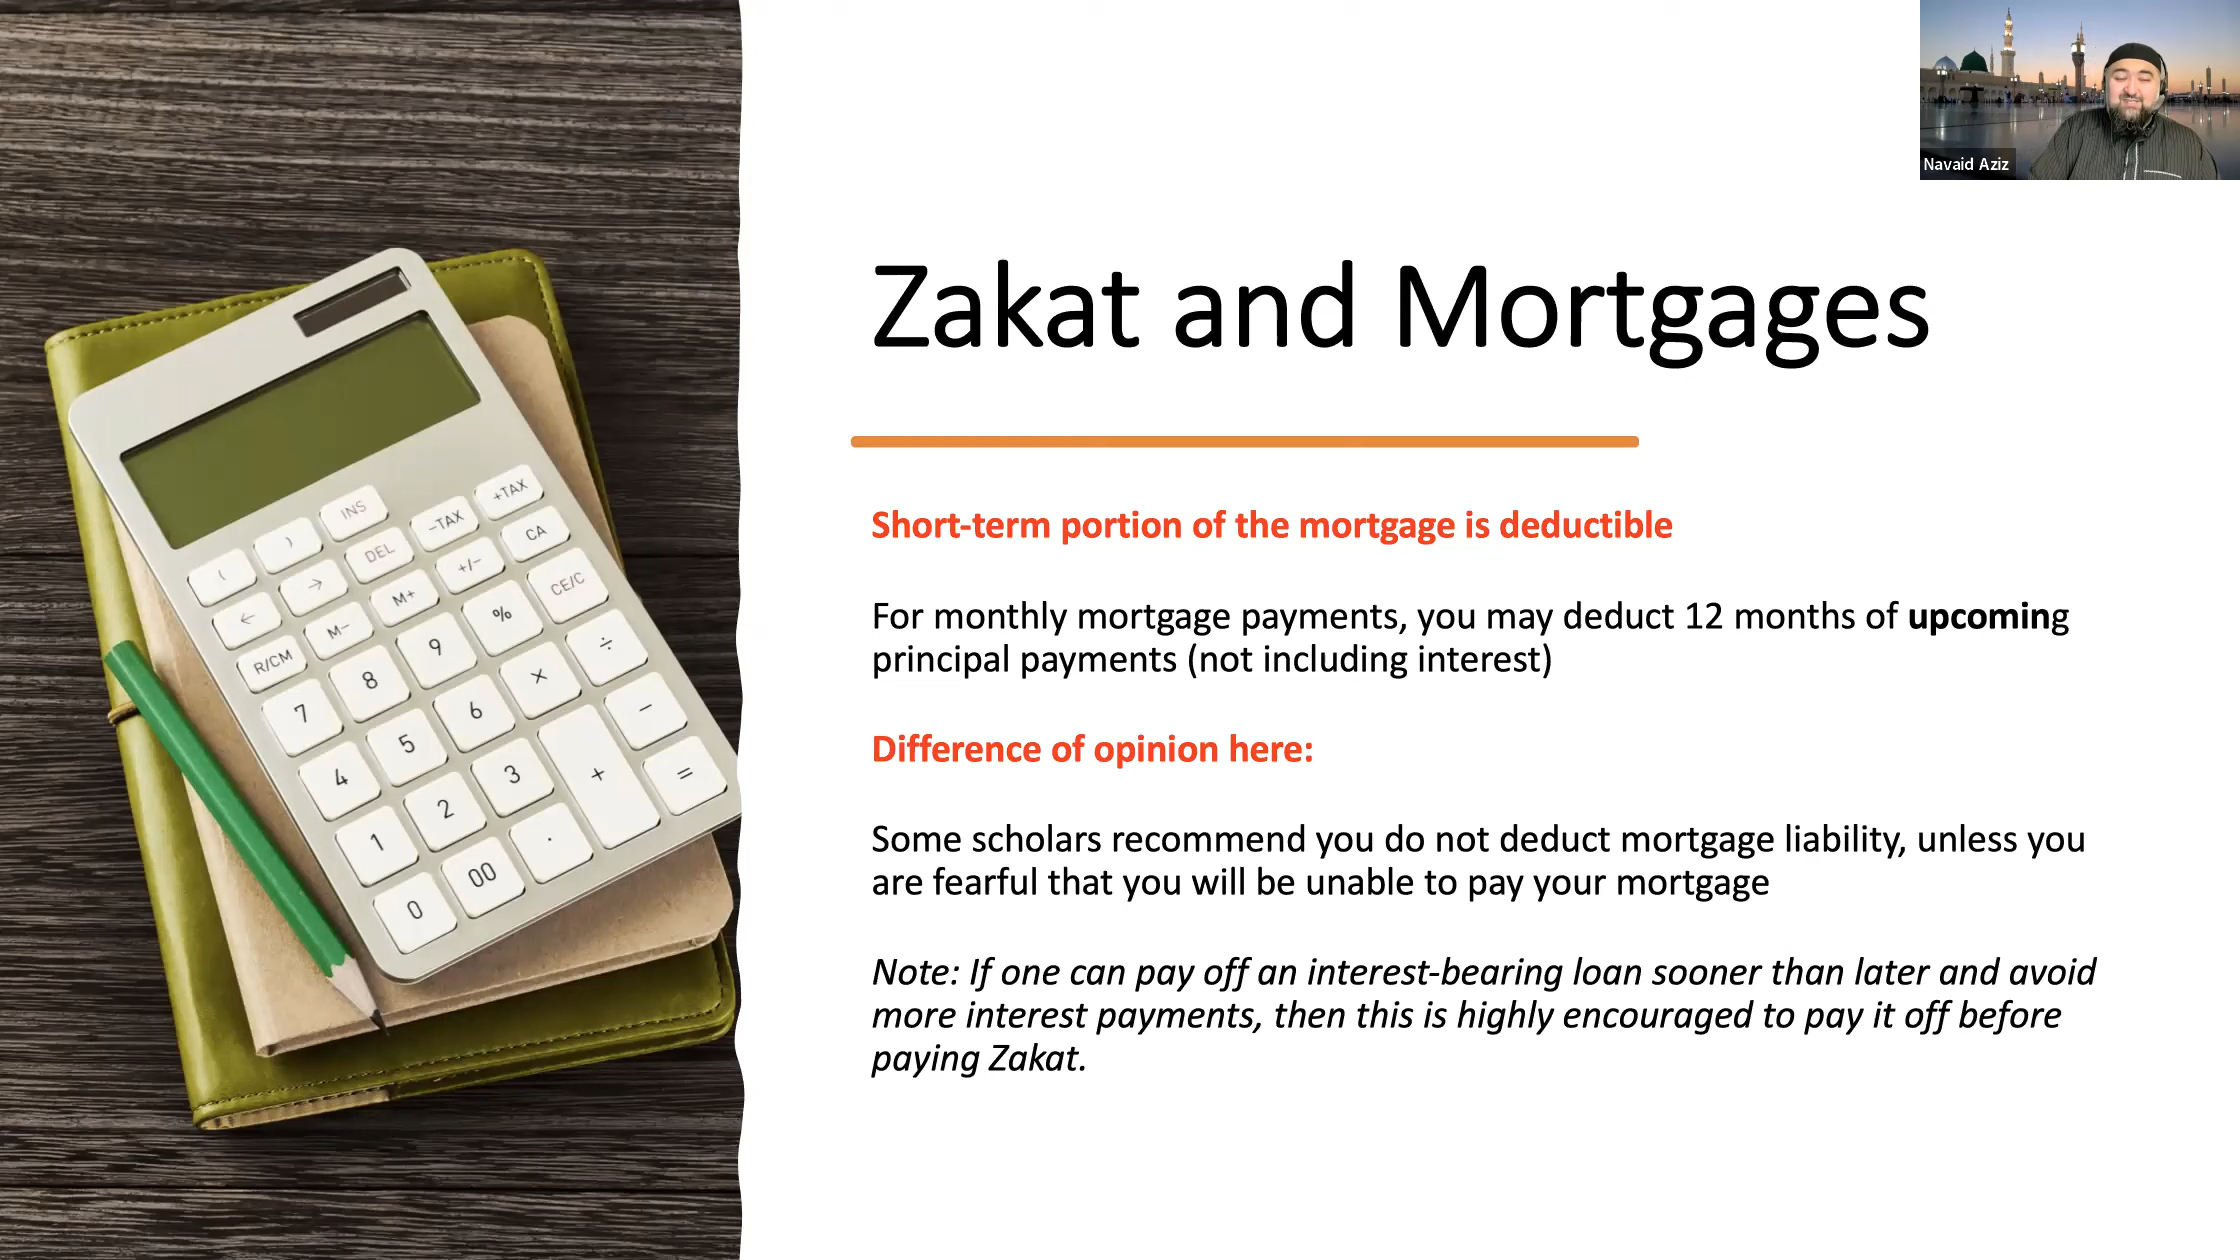 Navaid Aziz
Zakat and Mortgages
Short-term portion of the mortgage is deductible
For monthly mortgage payments, you may deduct 12 months of upcoming
principal payments (not including interest)
Difference of opinion here:
Some scholars recommend you do not deduct mortgage liability, unless you
are fearful that you will be unable to pay your mortgage
Note: If one can pay off an interest-bearing loan sooner than later and avoid
more interest payments, then this is highly encouraged to pay it off before
paying Zakat.
( ) INS −TAX +TAX
← → DEL +/− CA
R/CM M− M+ % CE/C
7 8 9 × ÷
4 5 6 −
1 2 3 + =
0 00 .